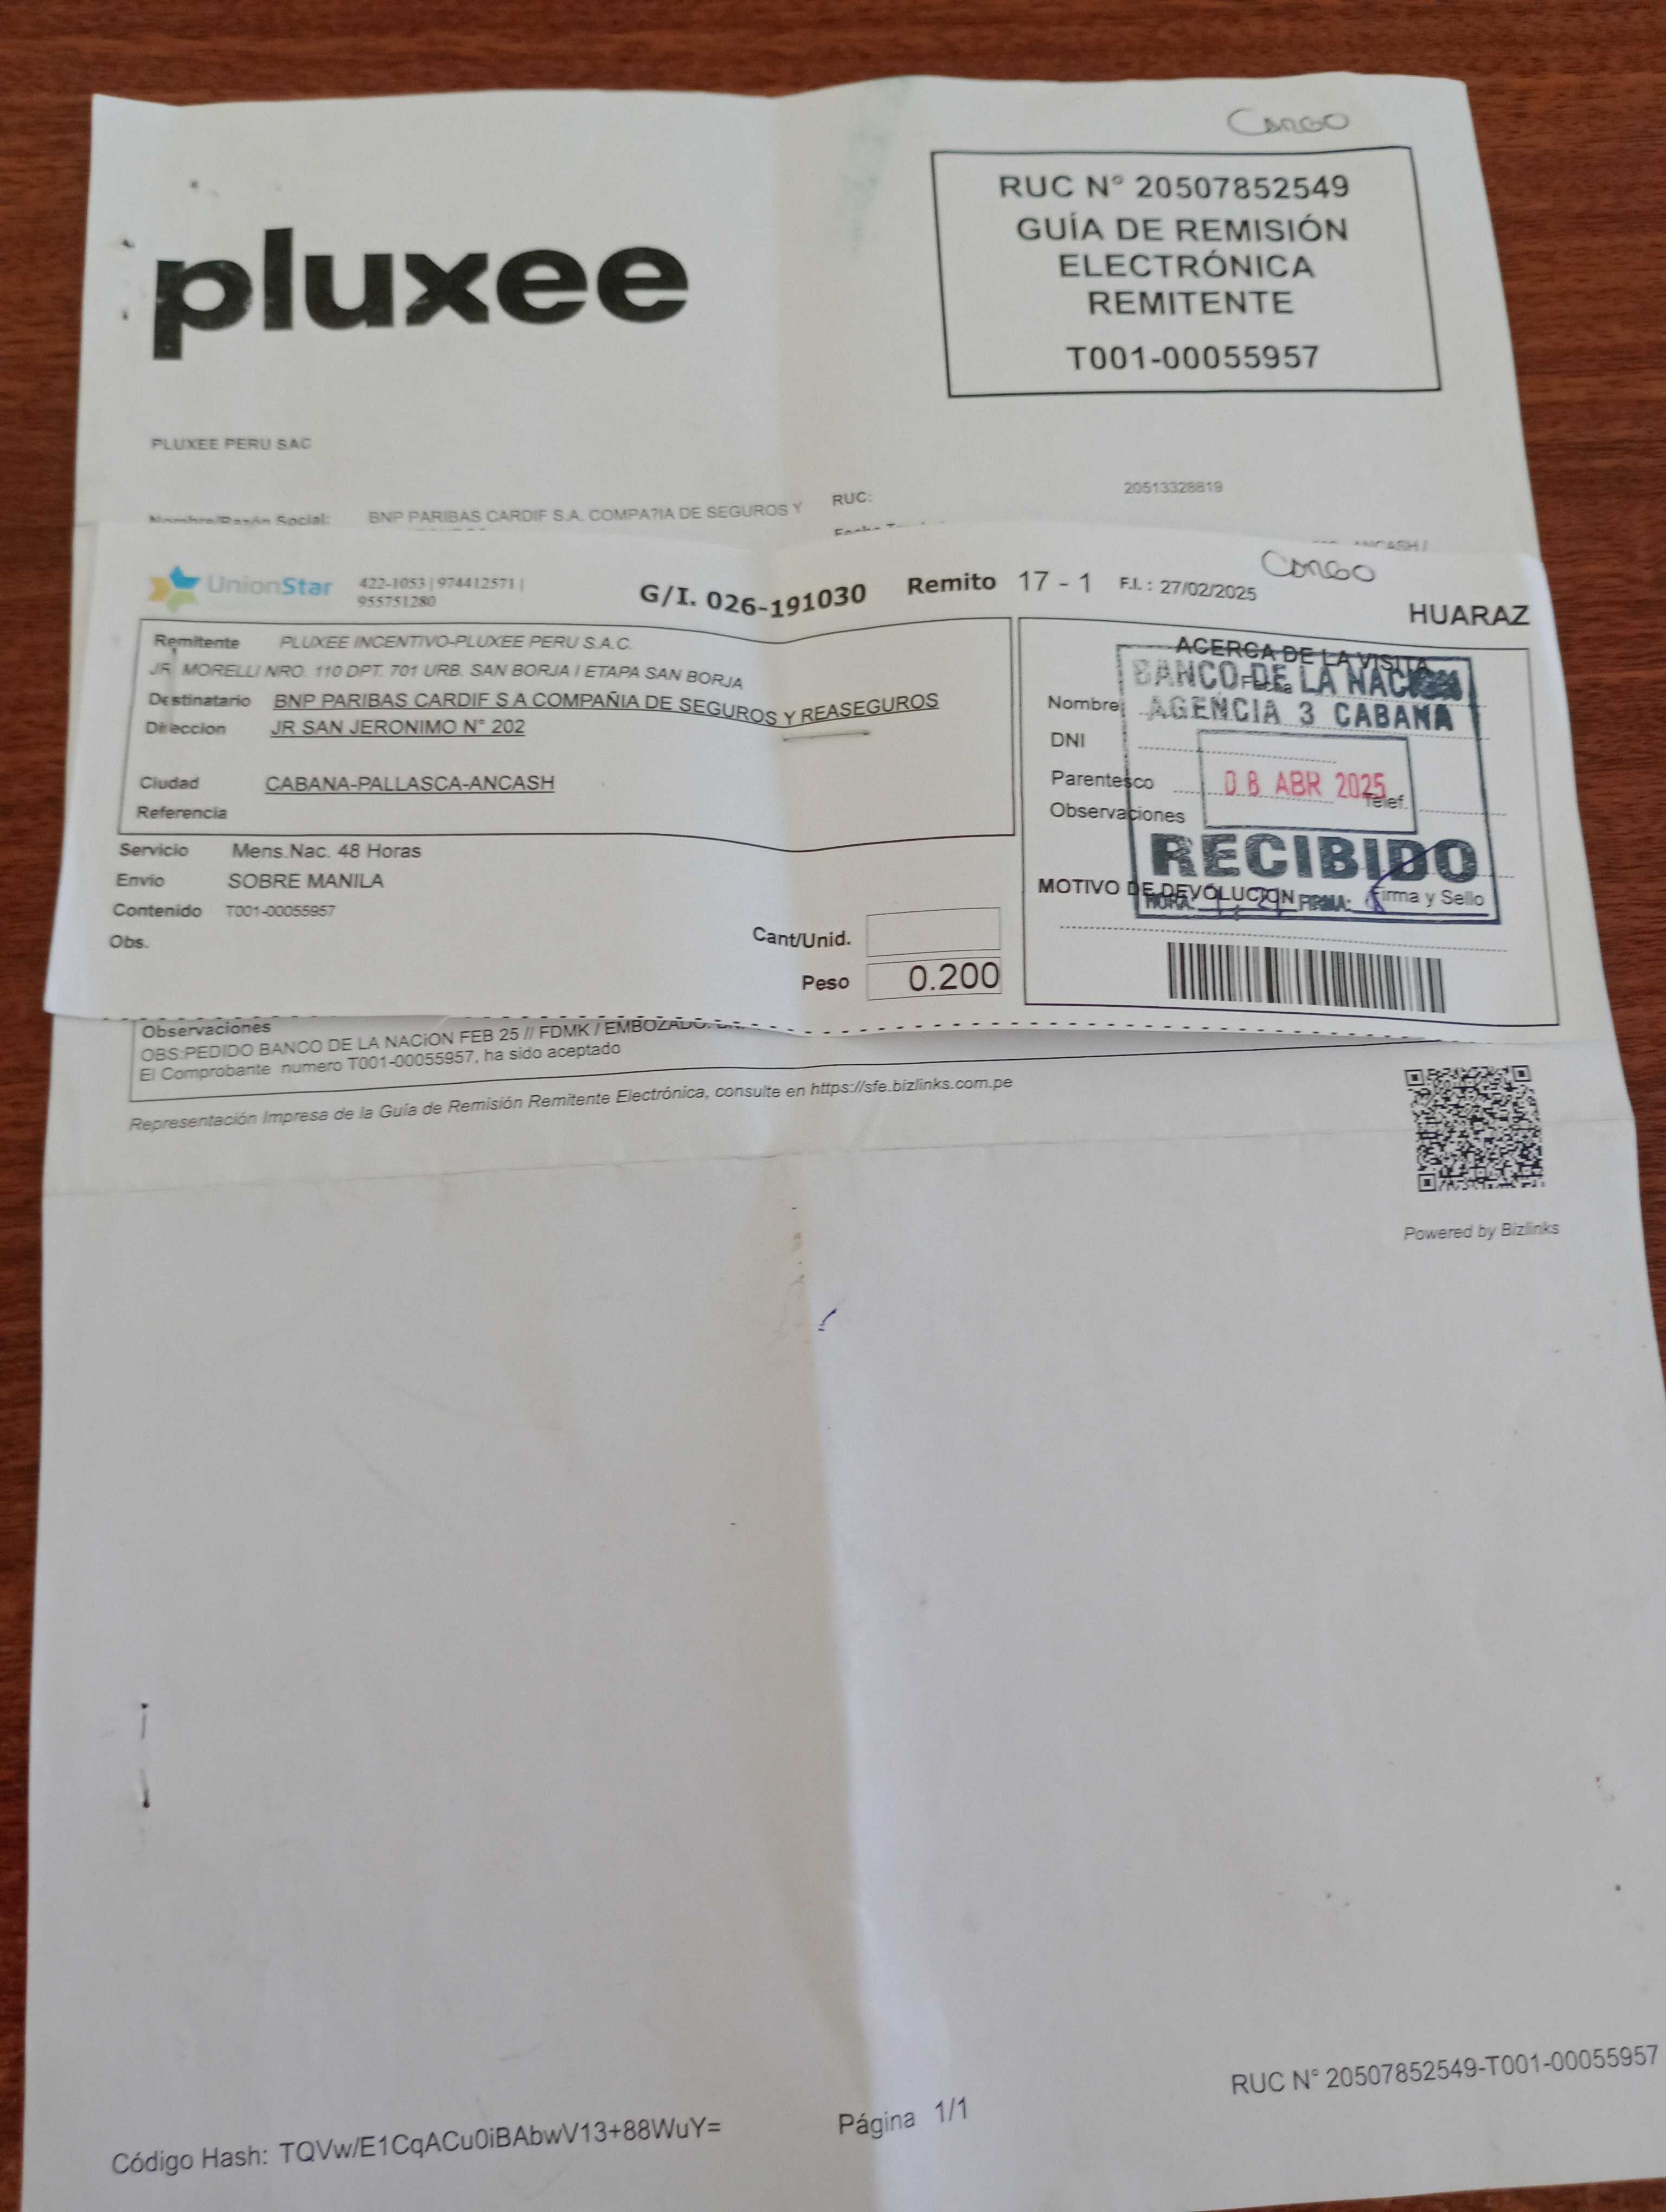 CARGO
pluxee
RUC N° 20507852549
GUÍA DE REMISIÓN
ELECTRÓNICA
REMITENTE
T001-00055957
PLUXEE PERU SAC
Nombre/Razón Social: BNP PARIBAS CARDIF S.A. COMPA?IA DE SEGUROS Y
RUC: 20513328819
ANCASH /
CARGO
UnionStar 422-1053 | 974412571 |
955751280
G/I. 026-191030 Remito 17 - 1 F.I. : 27/02/2025
HUARAZ
Remitente PLUXEE INCENTIVO-PLUXEE PERU S.A.C.
JR. MORELLI NRO. 110 DPT. 701 URB. SAN BORJA I ETAPA SAN BORJA
Destinatario BNP PARIBAS CARDIF S A COMPAÑIA DE SEGUROS Y REASEGUROS
Direccion JR SAN JERONIMO N° 202
Ciudad CABANA-PALLASCA-ANCASH
Referencia
Servicio Mens.Nac. 48 Horas
Envio SOBRE MANILA
Contenido T001-00055957
Obs.
Cant/Unid.
Peso 0.200
ACERCA DE LA VISITA
Fecha
Nombre
DNI
Parentesco
Telef.
Observaciones
MOTIVO DE DEVOLUCION
Firma y Sello
BANCO DE LA NACION
AGENCIA 3 CABANA
08 ABR 2025
RECIBIDO
HORA: FIRMA:
Observaciones
OBS:PEDIDO BANCO DE LA NACION FEB 25 // FDMK / EMBOZADO.
El Comprobante numero T001-00055957, ha sido aceptado
Representación Impresa de la Guía de Remisión Remitente Electrónica, consulte en https://sfe.bizlinks.com.pe
Powered by Bizlinks
Código Hash: TQVw/E1CqACu0iBAbwV13+88WuY=
Página 1/1
RUC N° 20507852549-T001-00055957